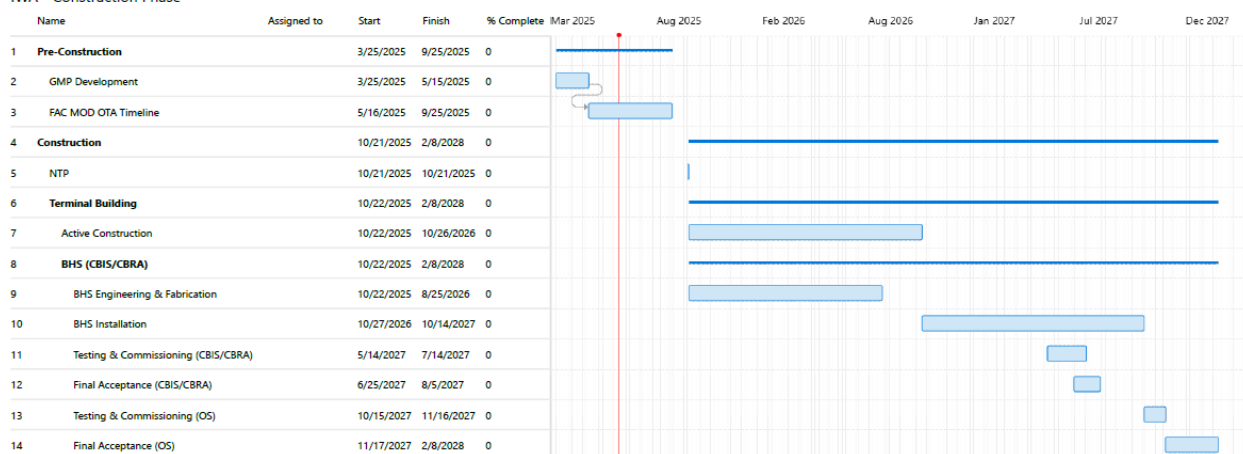 Construction Phase
Name Assigned to Start Finish % Complete Mar 2025 Aug 2025 Feb 2026 Aug 2026 Jan 2027 Jul 2027 Dec 2027
1 Pre-Construction 3/25/2025 9/25/2025 0
2 GMP Development 3/25/2025 5/15/2025 0
3 FAC MOD OTA Timeline 5/16/2025 9/25/2025 0
4 Construction 10/21/2025 2/8/2028 0
5 NTP 10/21/2025 10/21/2025 0
6 Terminal Building 10/22/2025 2/8/2028 0
7 Active Construction 10/22/2025 10/26/2026 0
8 BHS (CBIS/CBRA) 10/22/2025 2/8/2028 0
9 BHS Engineering & Fabrication 10/22/2025 8/25/2026 0
10 BHS Installation 10/27/2026 10/14/2027 0
11 Testing & Commissioning (CBIS/CBRA) 5/14/2027 7/14/2027 0
12 Final Acceptance (CBIS/CBRA) 6/25/2027 8/5/2027 0
13 Testing & Commissioning (OS) 10/15/2027 11/16/2027 0
14 Final Acceptance (OS) 11/17/2027 2/8/2028 0